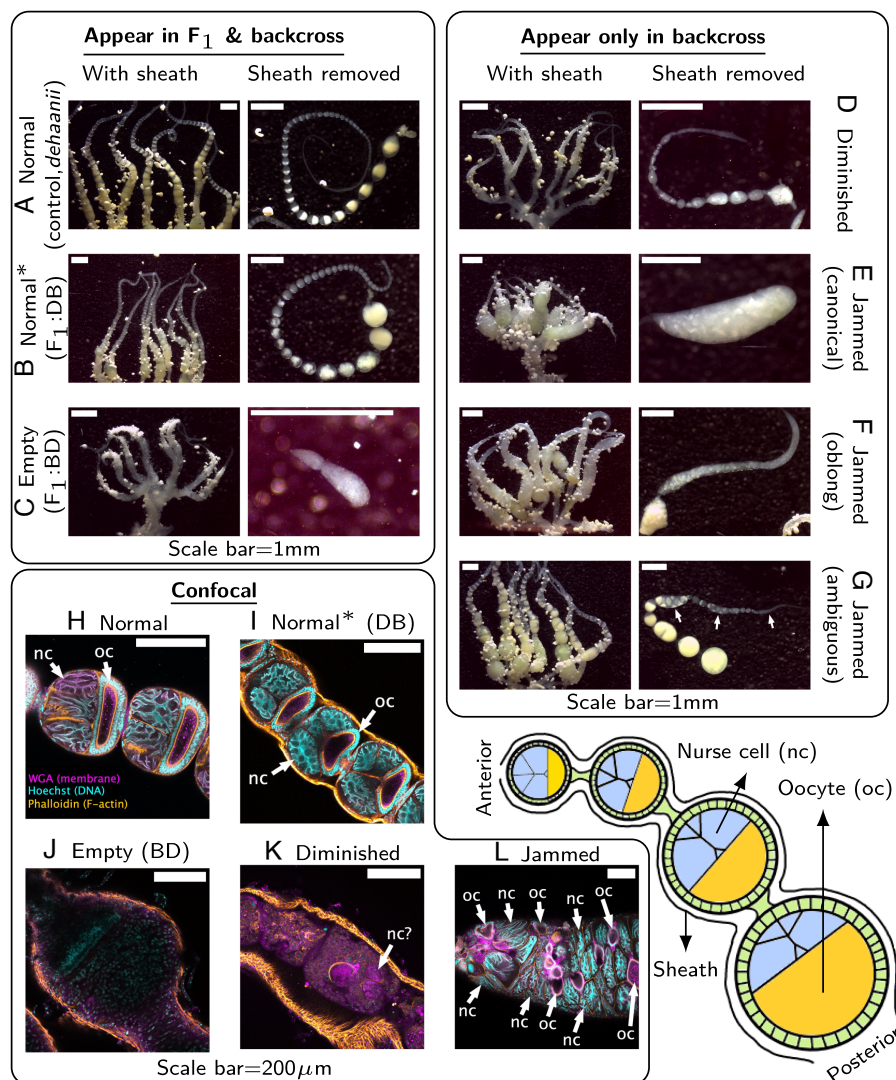 Appear in F1 & backcross
With sheath Sheath removed
A Normal
(control,dehaanii)
B Normal*
(F1:DB)
C Empty
(F1:BD)
Scale bar=1mm
Appear only in backcross
With sheath Sheath removed
D Diminished
E Jammed
(canonical)
F Jammed
(oblong)
G Jammed
(ambiguous)
Scale bar=1mm
Confocal
H Normal
nc oc
WGA (membrane)
Hoechst (DNA)
Phalloidin (F-actin)
I Normal* (DB)
oc
nc
J Empty (BD)
K Diminished
nc?
L Jammed
oc nc oc nc oc
nc nc oc nc oc
Scale bar=200μm
Anterior
Nurse cell (nc)
Oocyte (oc)
Sheath
Posterior